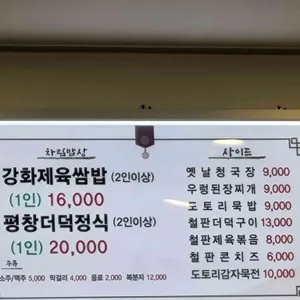 차림밥상
강화제육쌈밥 (2인이상)
(1인) 16,000
평창더덕정식 (2인이상)
(1인) 20,000
주류
소주/맥주 5,000 막걸리 4,000 음료 2,000 복분자 12,000
사이드
옛날청국장 9,000
우렁된장찌개 9,000
도토리묵밥 9,000
철판더덕구이 13,000
철판제육볶음 8,000
철판콘치즈 6,000
도토리감자묵전 10,000